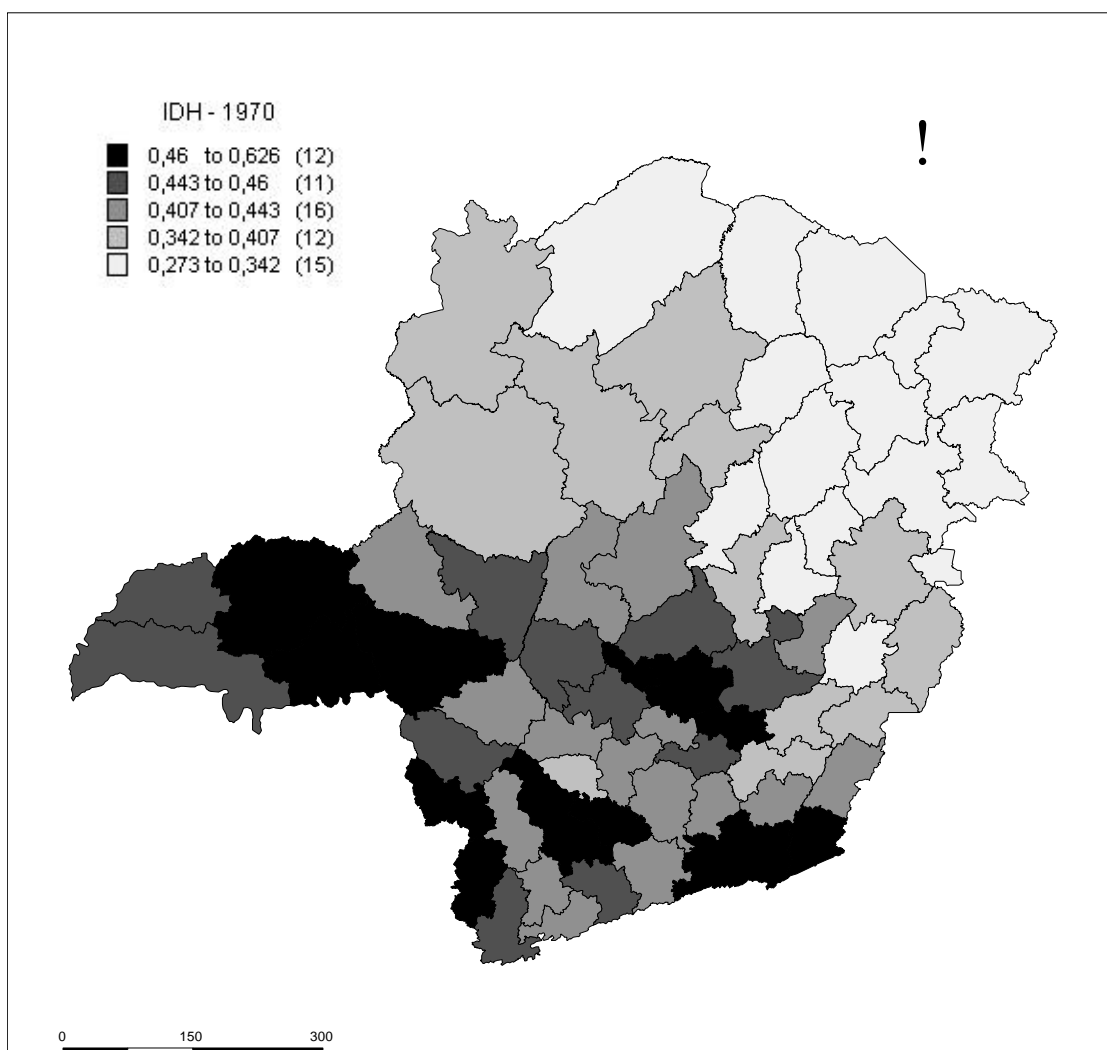 IDH - 1970
!
0,46 to 0,626 (12)
0,443 to 0,46 (11)
0,407 to 0,443 (16)
0,342 to 0,407 (12)
0,273 to 0,342 (15)
0 150 300